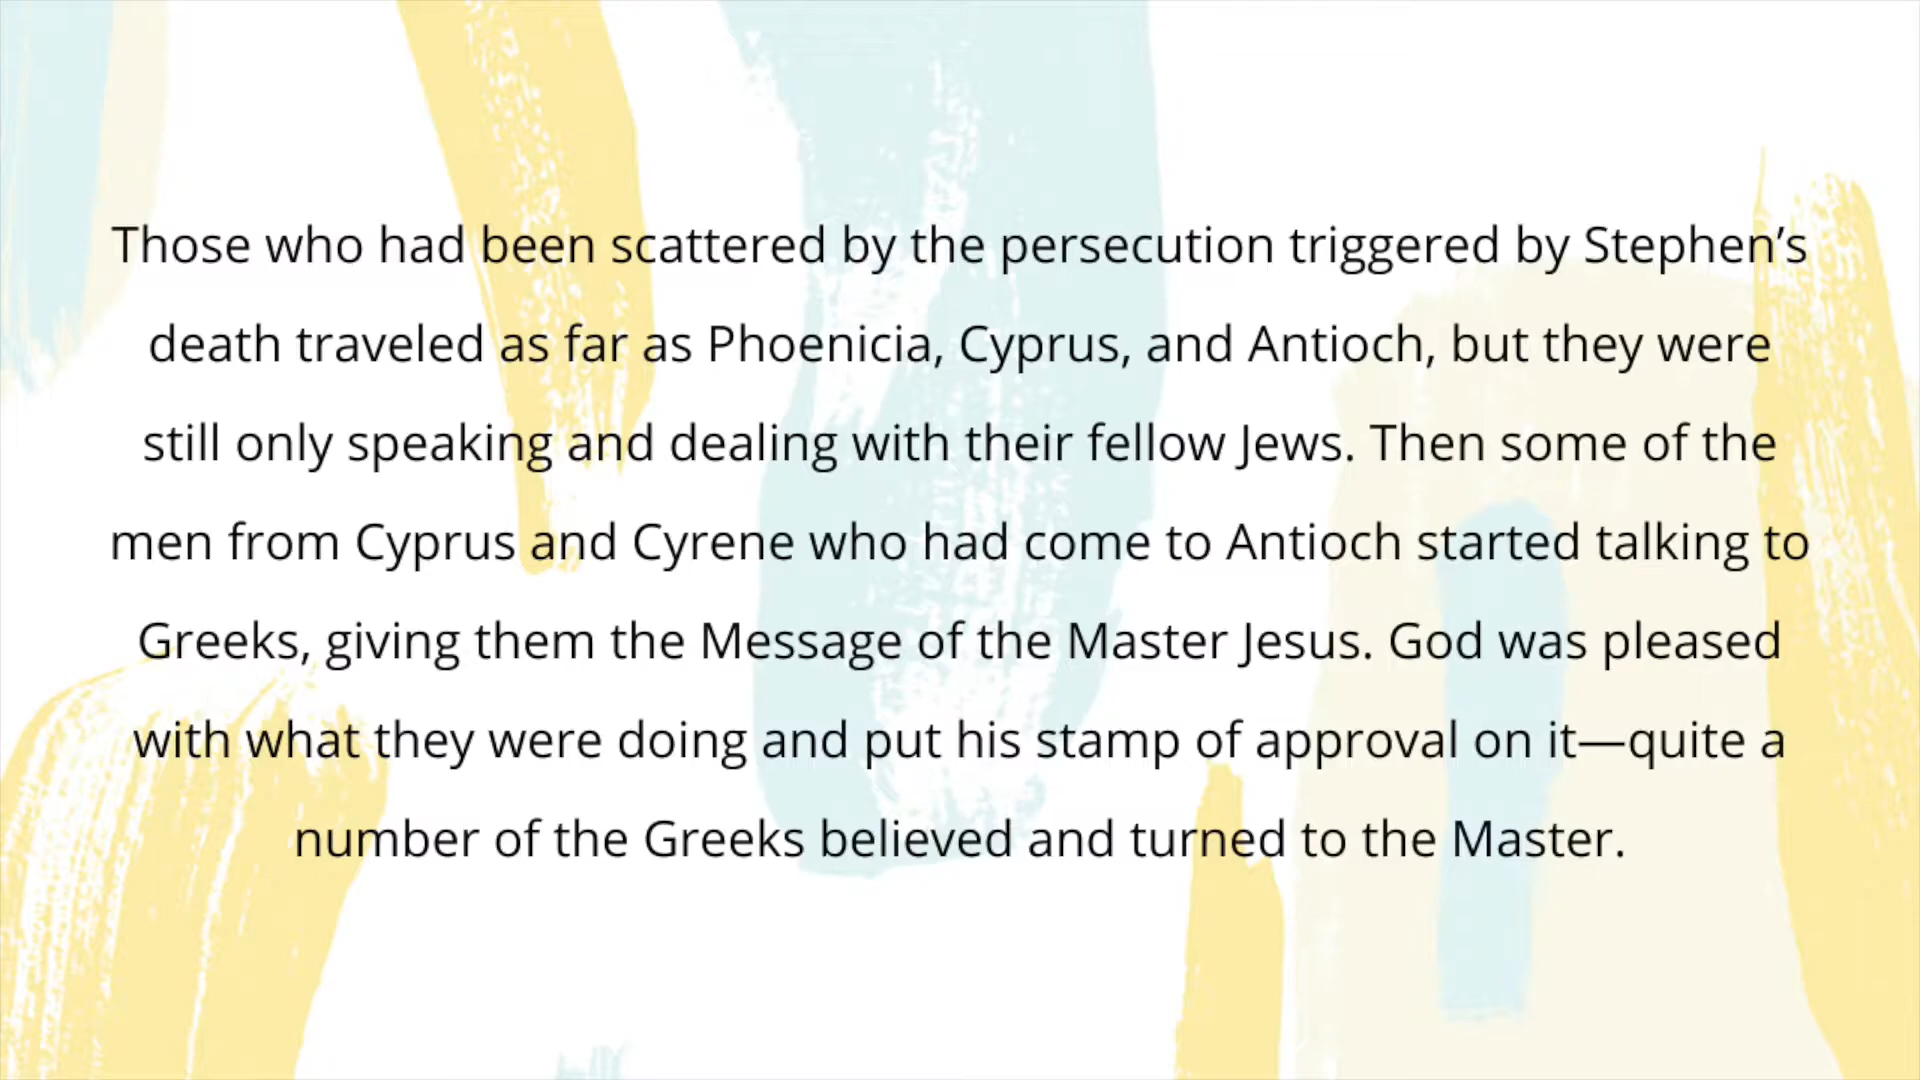 Those who had been scattered by the persecution triggered by Stephen’s
death traveled as far as Phoenicia, Cyprus, and Antioch, but they were
still only speaking and dealing with their fellow Jews. Then some of the
men from Cyprus and Cyrene who had come to Antioch started talking to
Greeks, giving them the Message of the Master Jesus. God was pleased
with what they were doing and put his stamp of approval on it—quite a
number of the Greeks believed and turned to the Master.